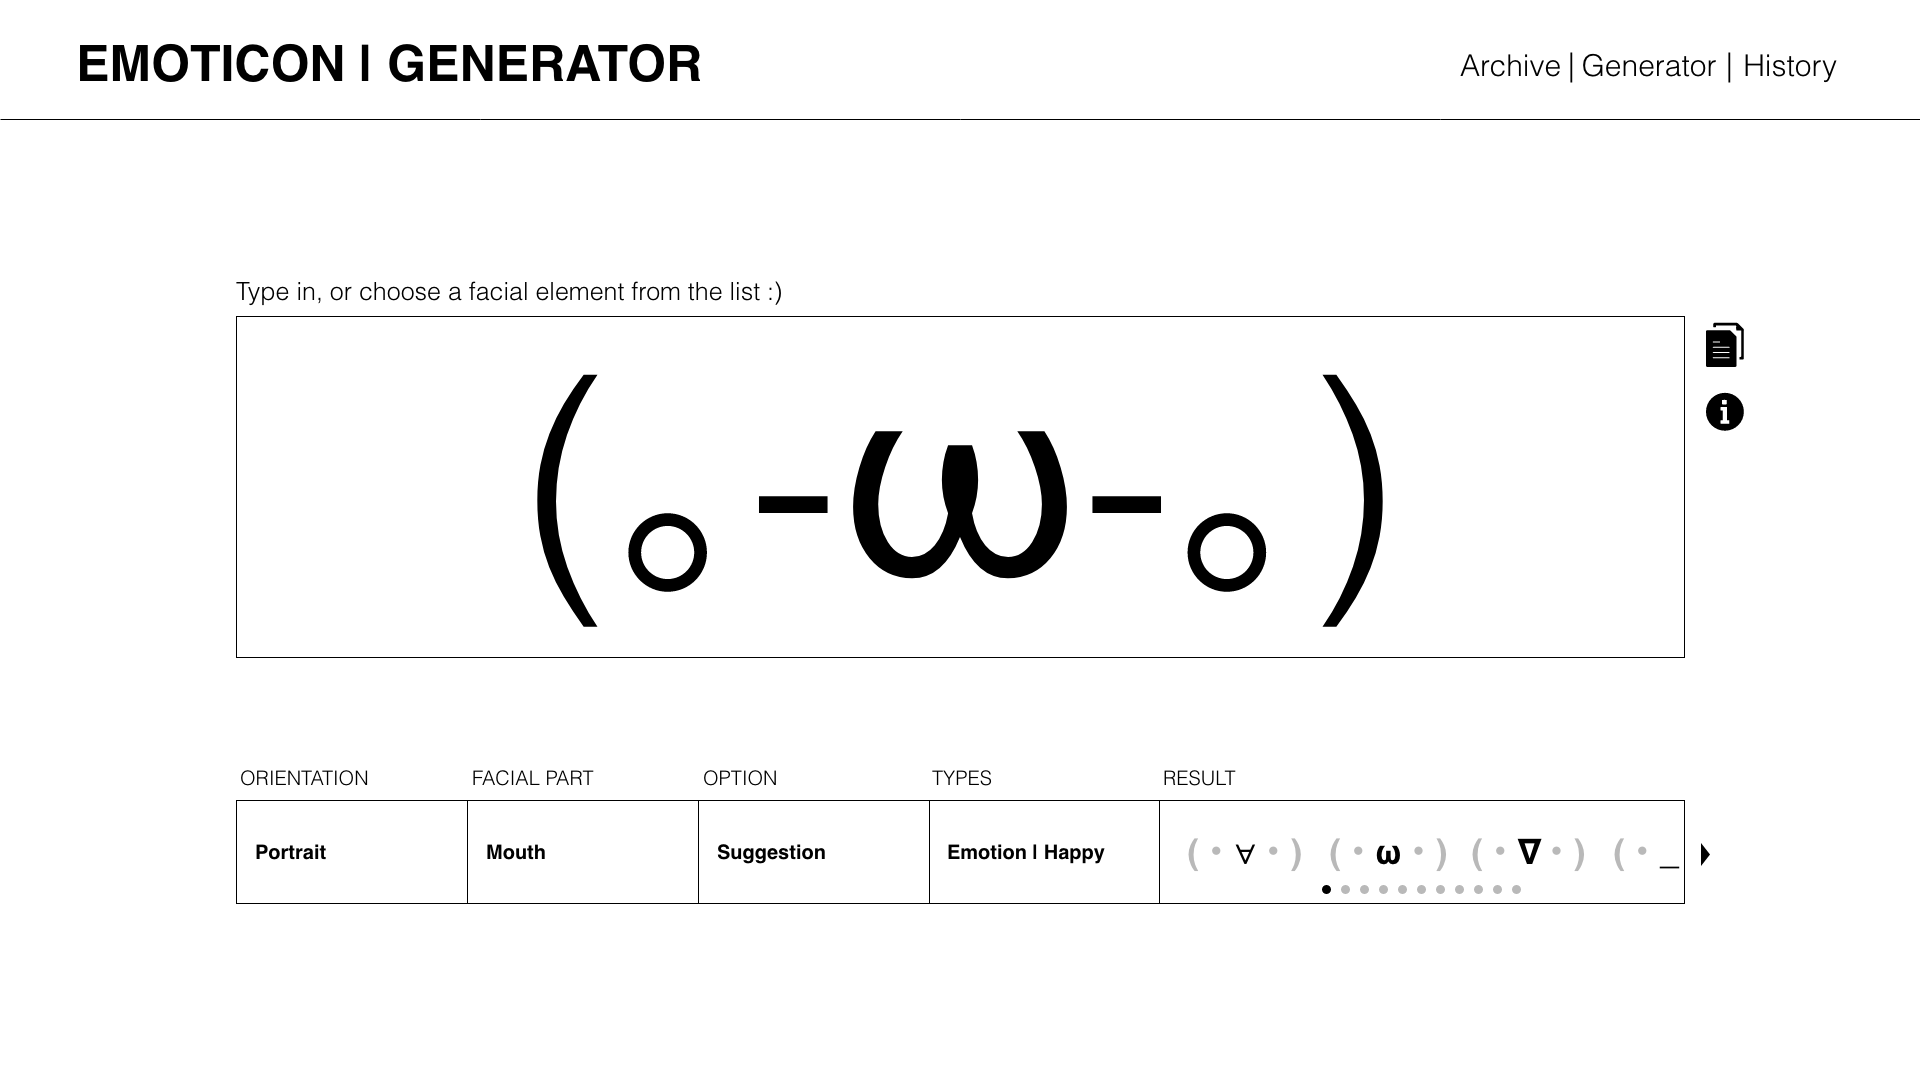 EMOTICON | GENERATOR
Archive | Generator | History
Type in, or choose a facial element from the list :)
(。-ω-。)
ORIENTATION FACIAL PART OPTION TYPES RESULT
Portrait Mouth Suggestion Emotion | Happy (・∀・) (・ω・) (・∇・) (・_